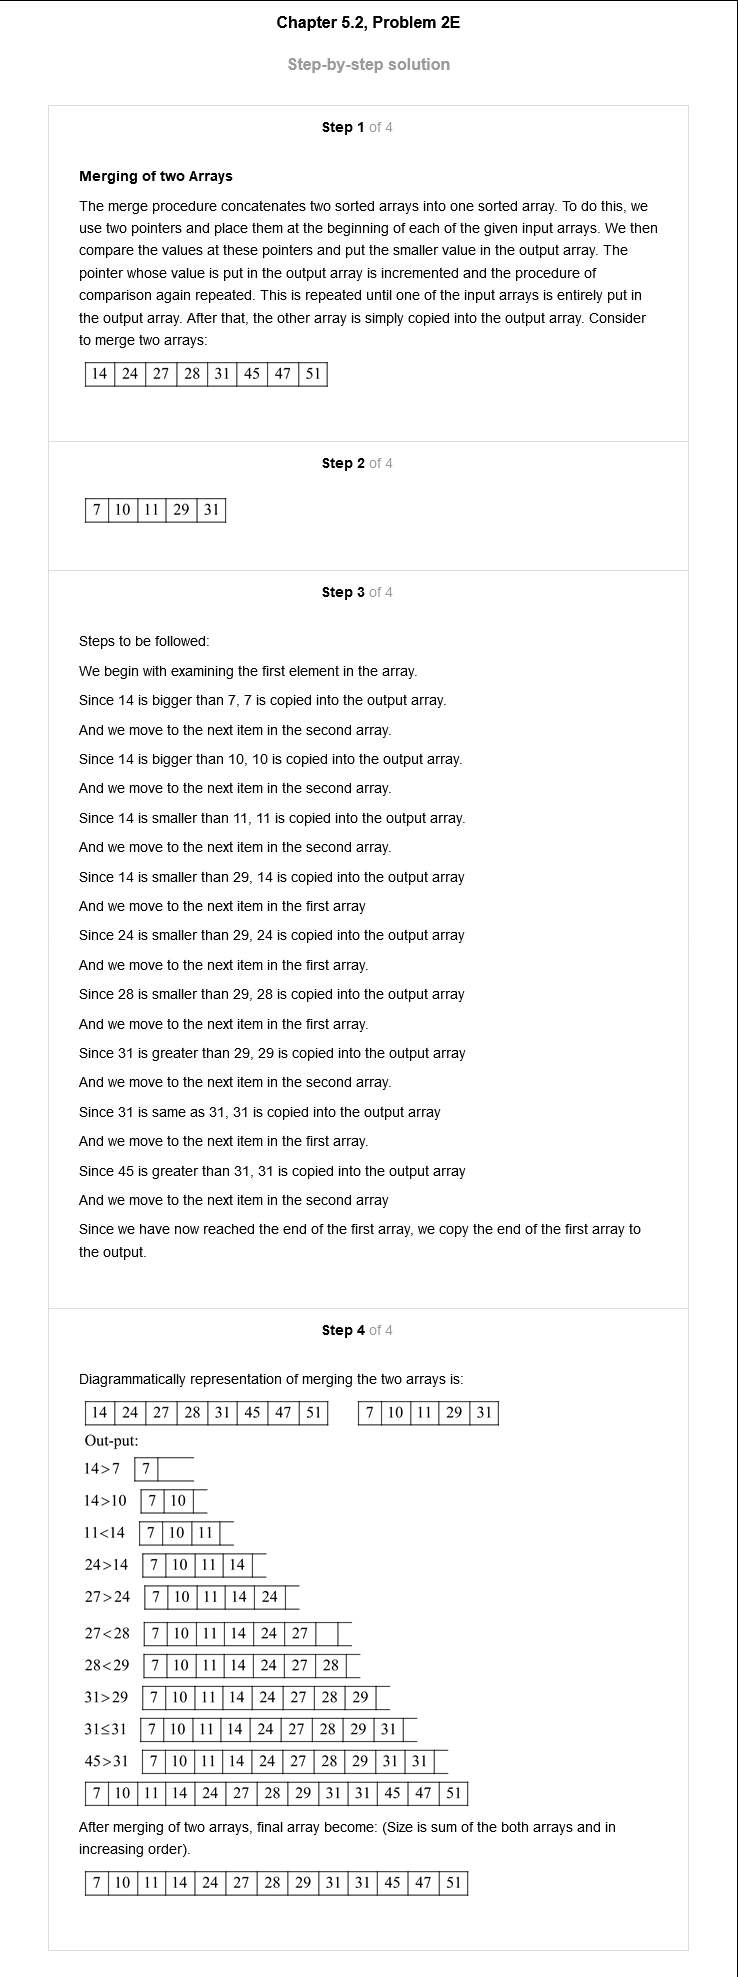 Chapter 5.2, Problem 2E
Step-by-step solution
Step 1 of 4
Merging of two Arrays
The merge procedure concatenates two sorted arrays into one sorted array. To do this, we
use two pointers and place them at the beginning of each of the given input arrays. We then
compare the values at these pointers and put the smaller value in the output array. The
pointer whose value is put in the output array is incremented and the procedure of
comparison again repeated. This is repeated until one of the input arrays is entirely put in
the output array. After that, the other array is simply copied into the output array. Consider
to merge two arrays:
14 24 27 28 31 45 47 51
Step 2 of 4
7 10 11 29 31
Step 3 of 4
Steps to be followed:
We begin with examining the first element in the array.
Since 14 is bigger than 7, 7 is copied into the output array.
And we move to the next item in the second array.
Since 14 is bigger than 10, 10 is copied into the output array.
And we move to the next item in the second array.
Since 14 is smaller than 11, 11 is copied into the output array.
And we move to the next item in the second array.
Since 14 is smaller than 29, 14 is copied into the output array
And we move to the next item in the first array
Since 24 is smaller than 29, 24 is copied into the output array
And we move to the next item in the first array.
Since 28 is smaller than 29, 28 is copied into the output array
And we move to the next item in the first array.
Since 31 is greater than 29, 29 is copied into the output array
And we move to the next item in the second array.
Since 31 is same as 31, 31 is copied into the output array
And we move to the next item in the first array.
Since 45 is greater than 31, 31 is copied into the output array
And we move to the next item in the second array
Since we have now reached the end of the first array, we copy the end of the first array to
the output.
Step 4 of 4
Diagrammatically representation of merging the two arrays is:
14 24 27 28 31 45 47 51 7 10 11 29 31
Out-put:
14>7 7
14>10 7 10
11<14 7 10 11
24>14 7 10 11 14
27>24 7 10 11 14 24
27<28 7 10 11 14 24 27
28<29 7 10 11 14 24 27 28
31>29 7 10 11 14 24 27 28 29
31≤31 7 10 11 14 24 27 28 29 31
45>31 7 10 11 14 24 27 28 29 31 31
7 10 11 14 24 27 28 29 31 31 45 47 51
After merging of two arrays, final array become: (Size is sum of the both arrays and in
increasing order).
7 10 11 14 24 27 28 29 31 31 45 47 51